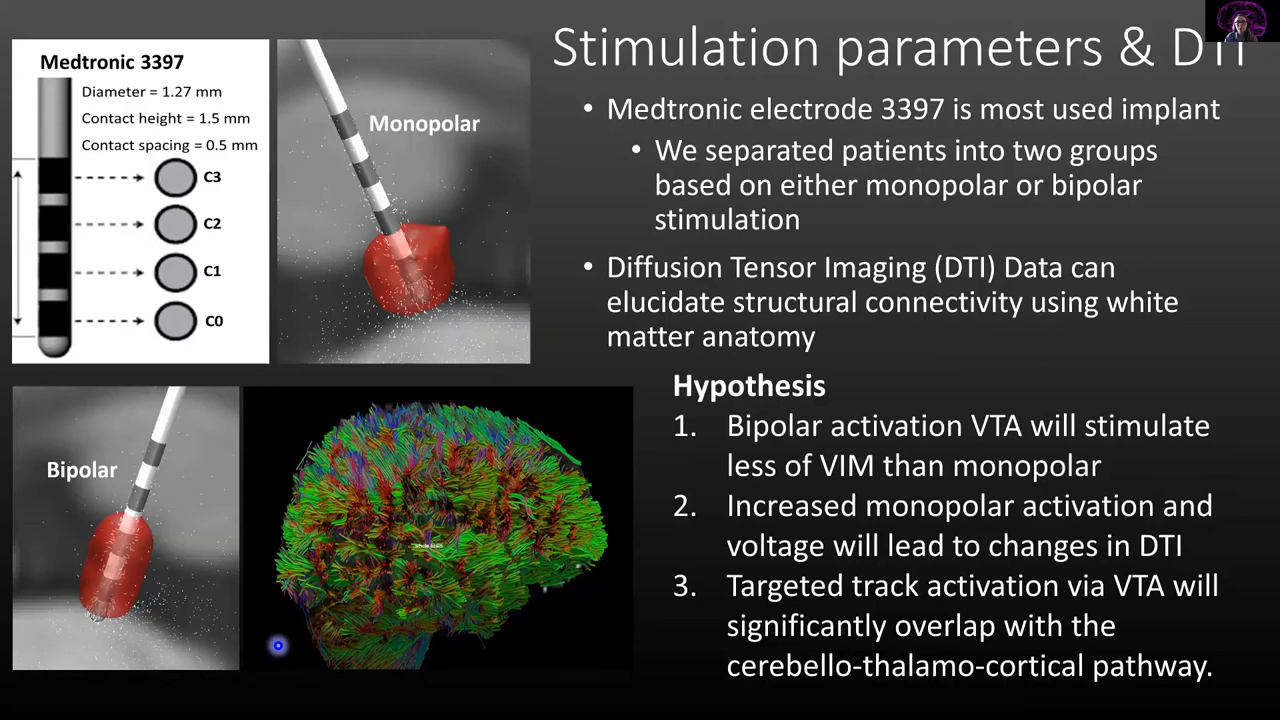 Stimulation parameters & DTI
Medtronic 3397
Diameter = 1.27 mm
Contact height = 1.5 mm
Contact spacing = 0.5 mm
C3
C2
C1
C0
Monopolar
Bipolar
• Medtronic electrode 3397 is most used implant
• We separated patients into two groups
based on either monopolar or bipolar
stimulation
• Diffusion Tensor Imaging (DTI) Data can
elucidate structural connectivity using white
matter anatomy
Hypothesis
1. Bipolar activation VTA will stimulate
less of VIM than monopolar
2. Increased monopolar activation and
voltage will lead to changes in DTI
3. Targeted track activation via VTA will
significantly overlap with the
cerebello-thalamo-cortical pathway.